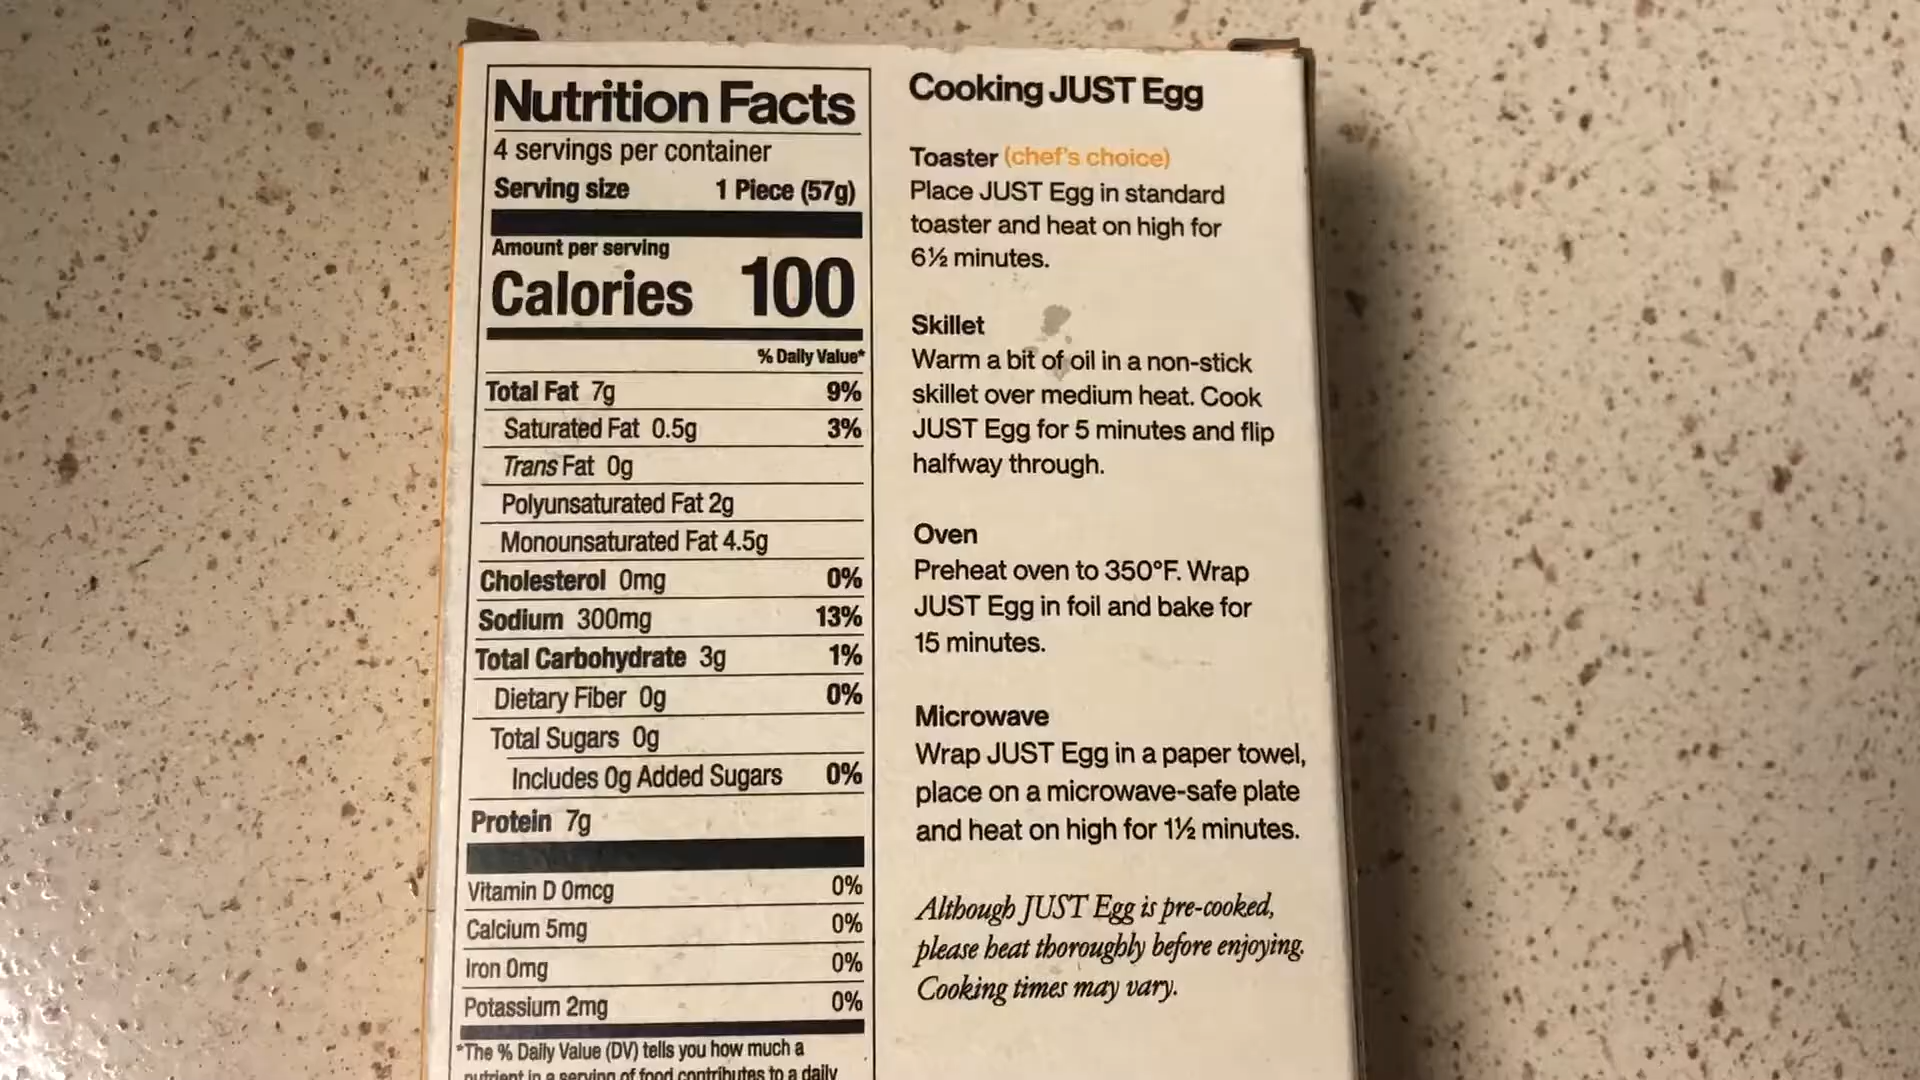 Nutrition Facts
4 servings per container
Serving size 1 Piece (57g)
Amount per serving
Calories 100
% Daily Value*
Total Fat 7g 9%
Saturated Fat 0.5g 3%
Trans Fat 0g
Polyunsaturated Fat 2g
Monounsaturated Fat 4.5g
Cholesterol 0mg 0%
Sodium 300mg 13%
Total Carbohydrate 3g 1%
Dietary Fiber 0g 0%
Total Sugars 0g
Includes 0g Added Sugars 0%
Protein 7g
Vitamin D 0mcg 0%
Calcium 5mg 0%
Iron 0mg 0%
Potassium 2mg 0%
*The % Daily Value (DV) tells you how much a
nutrient in a serving of food contributes to a daily
Cooking JUST Egg
Toaster (chef's choice)
Place JUST Egg in standard
toaster and heat on high for
6½ minutes.
Skillet
Warm a bit of oil in a non-stick
skillet over medium heat. Cook
JUST Egg for 5 minutes and flip
halfway through.
Oven
Preheat oven to 350°F. Wrap
JUST Egg in foil and bake for
15 minutes.
Microwave
Wrap JUST Egg in a paper towel,
place on a microwave-safe plate
and heat on high for 1½ minutes.
Although JUST Egg is pre-cooked,
please heat thoroughly before enjoying.
Cooking times may vary.